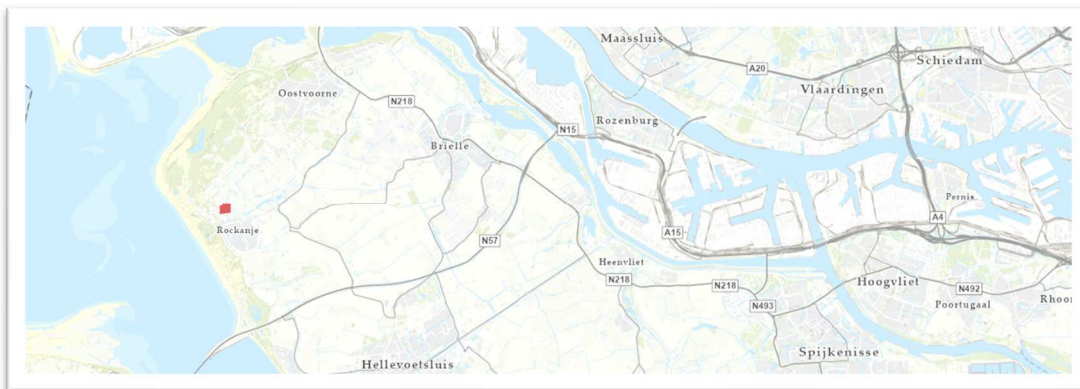 Maassluis
A20
Schiedam
Vlaardingen
Oostvoorne
N218
N15
Rozenburg
Brielle
Pernis
Rockanje
A4
N57
A15
Heenvliet
N218
N218
Hoogvliet
N492
N493
Poortugaal
Rhoon
Spijkenisse
Hellevoetsluis